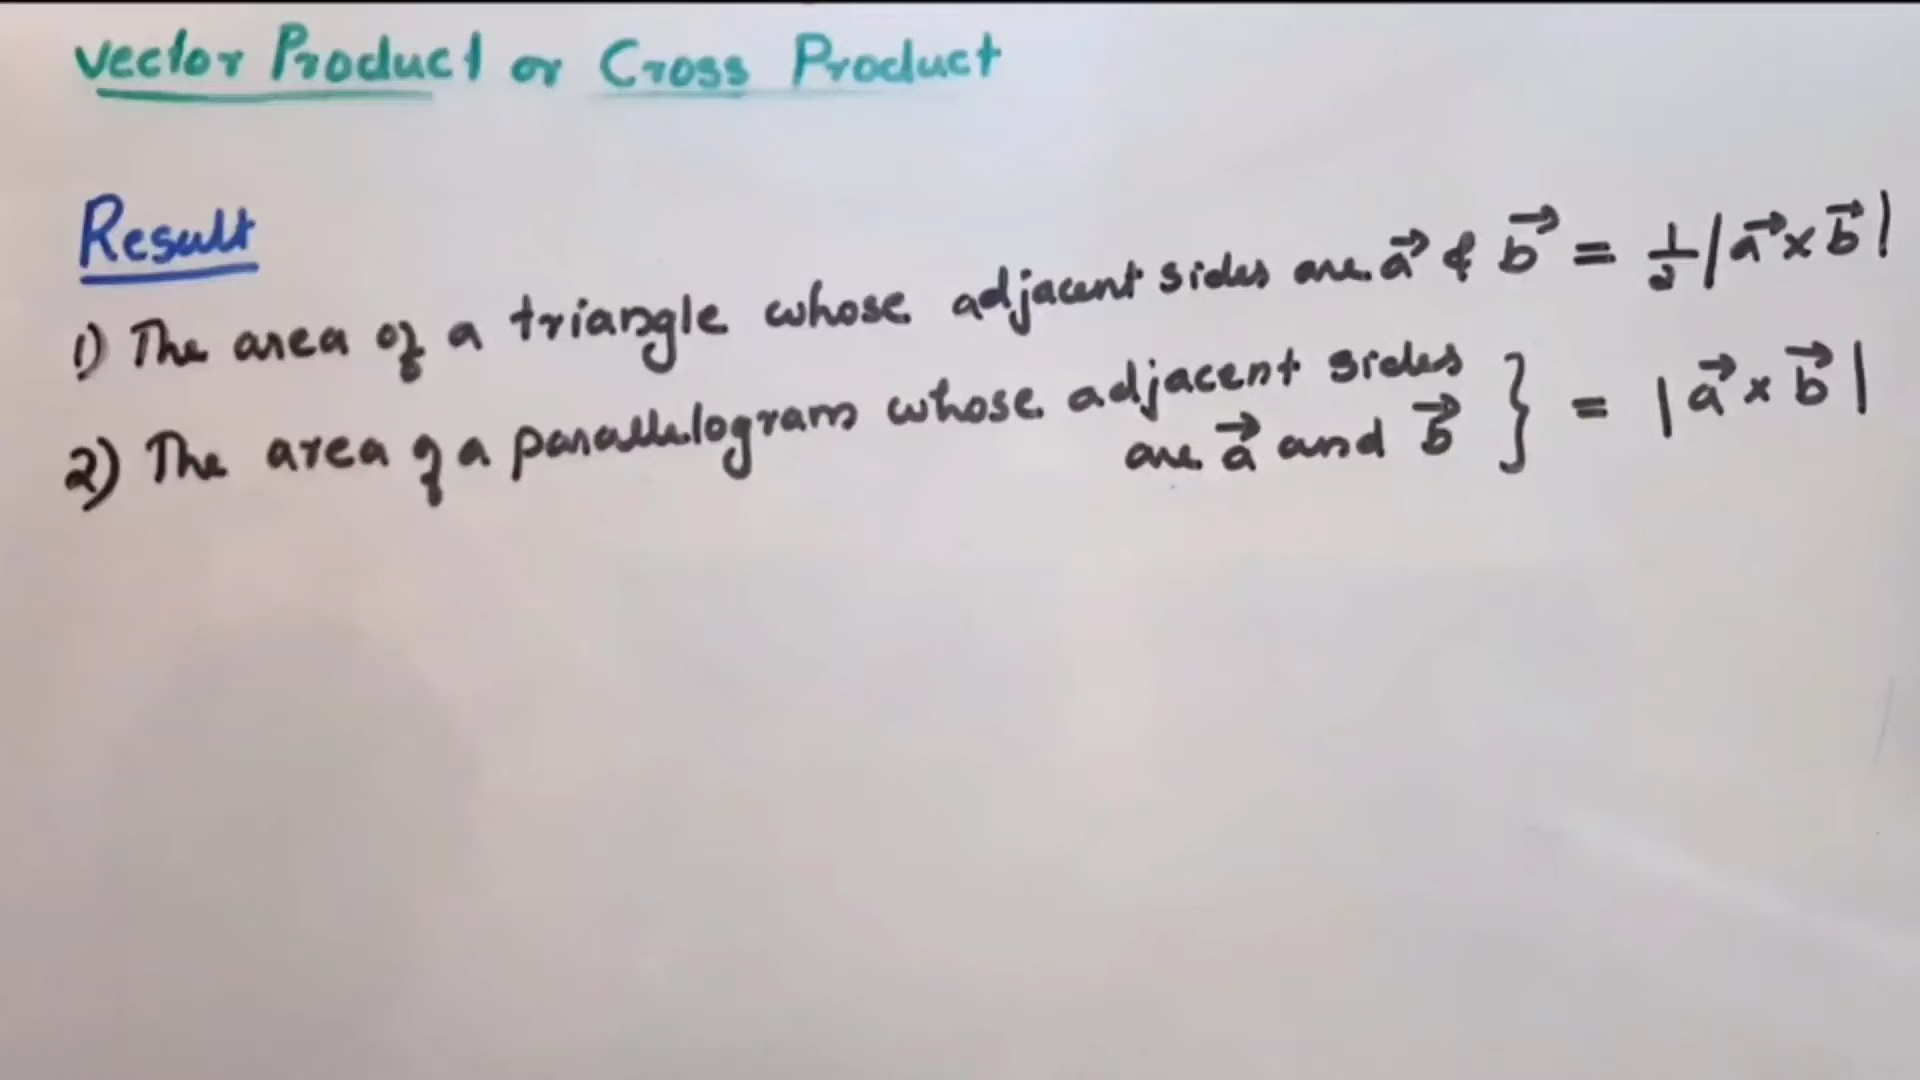 Vector Product or Cross Product
Result
1) The area of a triangle whose adjacent sides are a⃗ & b⃗ = 1/2 |a⃗ × b⃗|
2) The area of a parallelogram whose adjacent sides
are a⃗ and b⃗ } = |a⃗ × b⃗|